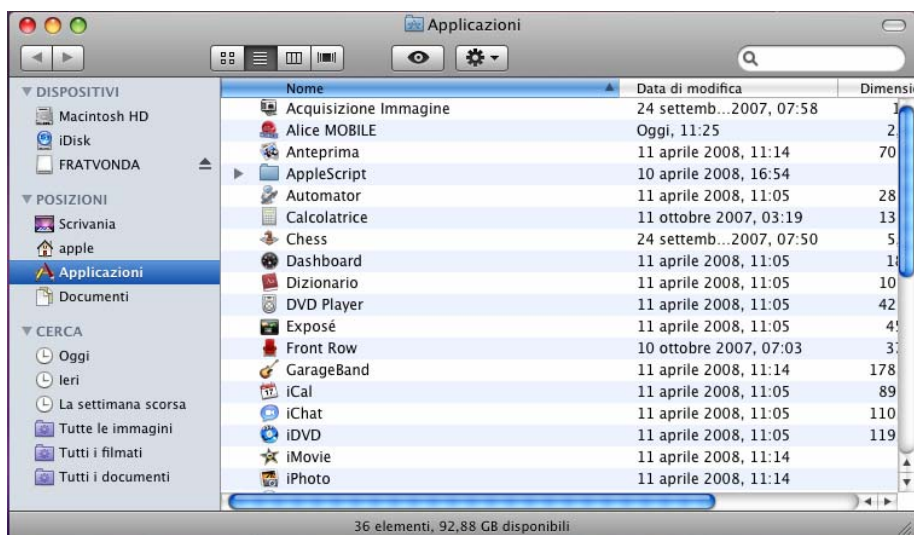 Applicazioni
Nome Data di modifica Dimensi
DISPOSITIVI
Macintosh HD
iDisk
FRATVONDA
POSIZIONI
Scrivania
apple
Applicazioni
Documenti
CERCA
Oggi
Ieri
La settimana scorsa
Tutte le immagini
Tutti i filmati
Tutti i documenti
Acquisizione Immagine 24 settemb...2007, 07:58
Alice MOBILE Oggi, 11:25 2,
Anteprima 11 aprile 2008, 11:14 70
AppleScript 10 aprile 2008, 16:54
Automator 11 aprile 2008, 11:05 28
Calcolatrice 11 ottobre 2007, 03:19 13
Chess 24 settemb...2007, 07:50 5,
Dashboard 11 aprile 2008, 11:05
Dizionario 11 aprile 2008, 11:05 10
DVD Player 11 aprile 2008, 11:05 42
Exposé 11 aprile 2008, 11:05
Front Row 10 ottobre 2007, 07:03
GarageBand 11 aprile 2008, 11:14 178
iCal 11 aprile 2008, 11:05 89
iChat 11 aprile 2008, 11:05 110
iDVD 11 aprile 2008, 11:05 119
iMovie 11 aprile 2008, 11:14
iPhoto 11 aprile 2008, 11:14
36 elementi, 92,88 GB disponibili